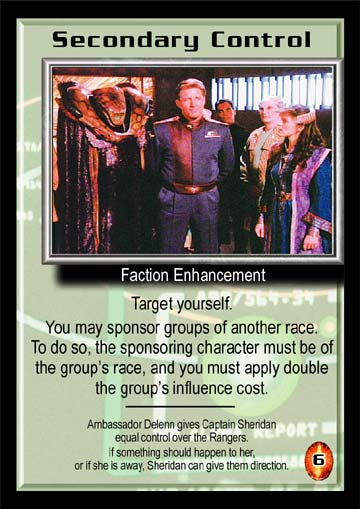 Secondary Control
Faction Enhancement
Target yourself.
You may sponsor groups of another race.
To do so, the sponsoring character must be of
the group's race, and you must apply double
the group's influence cost.
Ambassador Delenn gives Captain Sheridan
equal control over the Rangers.
If something should happen to her,
or if she is away, Sheridan can give them direction.
6